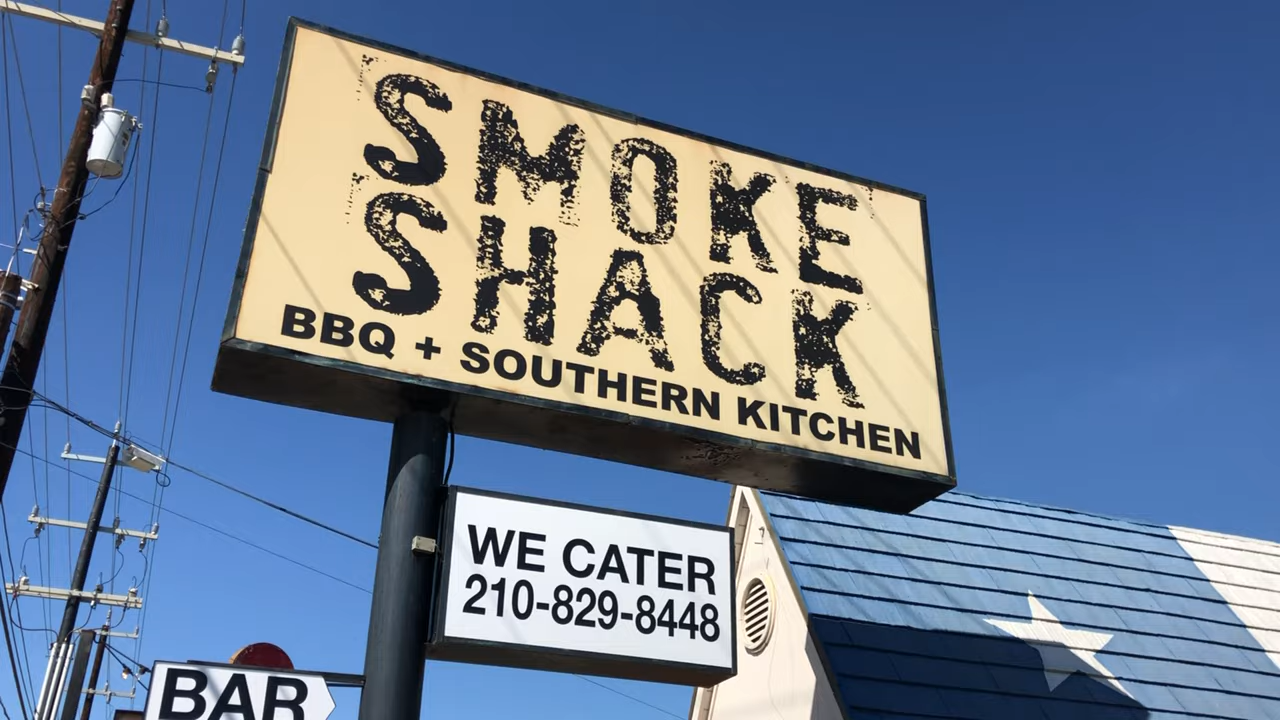 SMOKE
SHACK
BBQ + SOUTHERN KITCHEN
WE CATER
210-829-8448
BAR